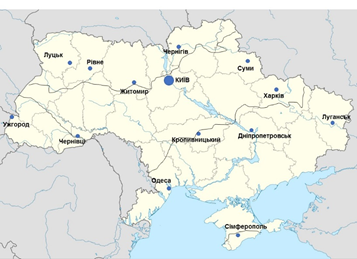 Чернігів
Луцьк
Рівне
Суми
КИЇВ
Житомир
Харків
Ужгород
Луганськ
Чернівці
Кропивницький
Дніпропетровськ
Одеса
Сімферополь